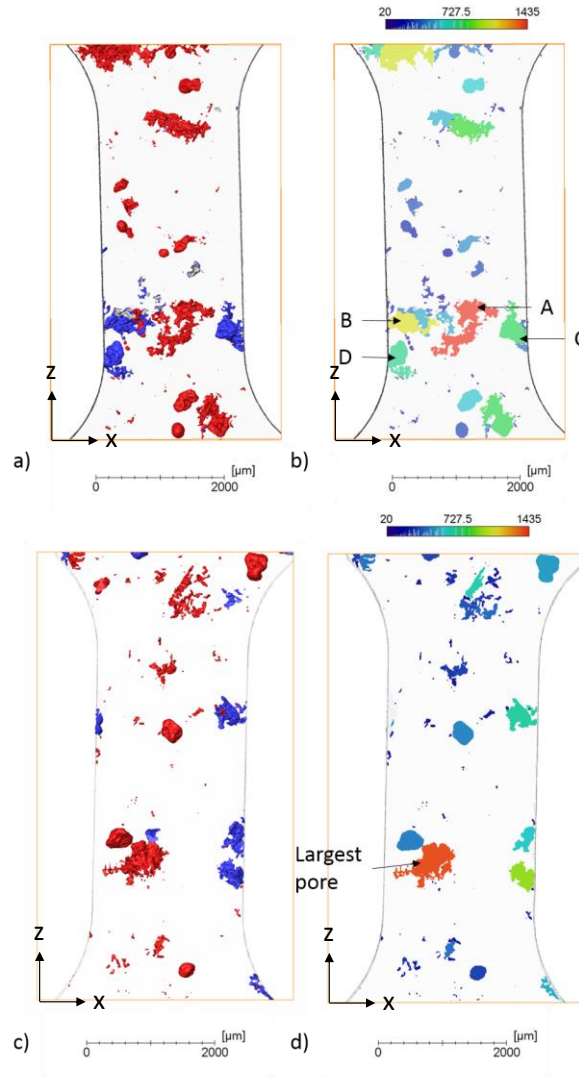 20 727.5 1435
A
B
C
D
Z
X
Z
X
a)
b)
[µm]
0 2000
[µm]
0 2000
20 727.5 1435
Largest
pore
Z
X
Z
X
c)
d)
[µm]
0 2000
[µm]
0 2000